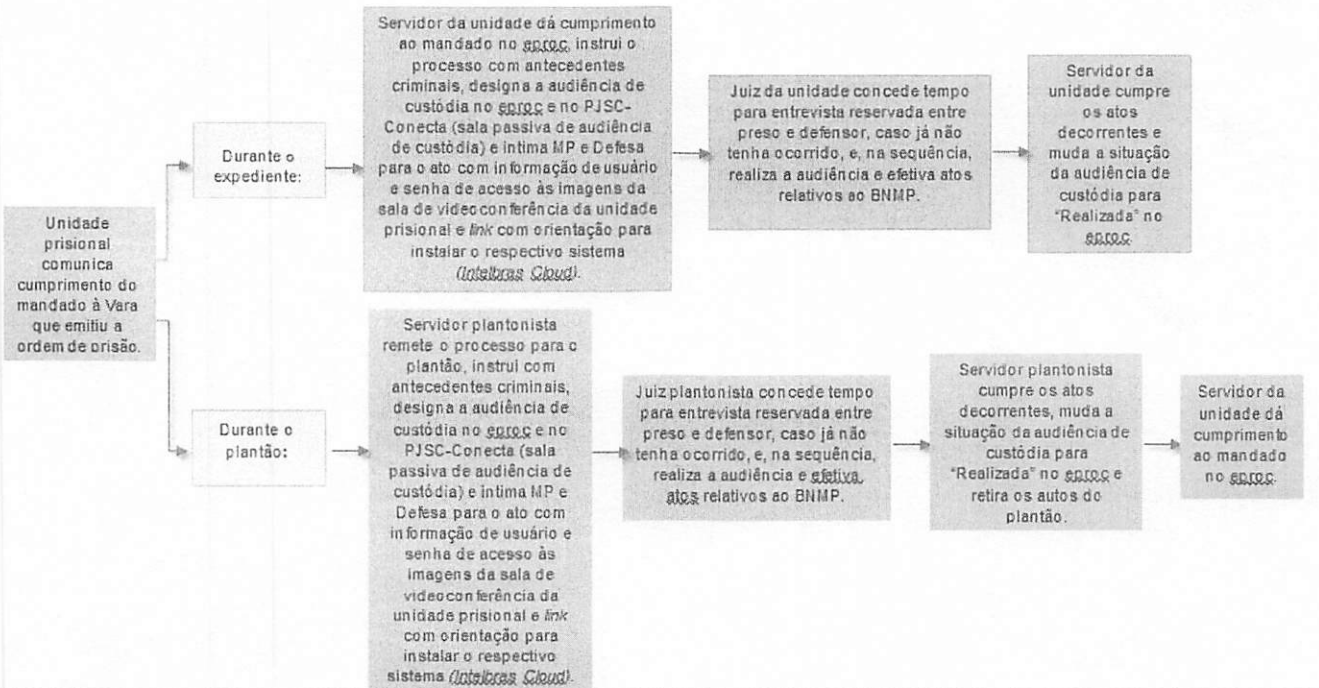 Unidade
prisional
comunica
cumprimento do
mandado à Vara
que emitiu a
ordem de prisão.
Durante o
expediente:
Servidor da unidade dá cumprimento
ao mandado no eproc, instrui o
processo com antecedentes
criminais, designa a audiência de
custódia no eproc e no PJSC-
Conecta (sala passiva de audiência
de custódia) e intima MP e Defesa
para o ato com informação de usuário
e senha de acesso às imagens da
sala de videoconferência da unidade
prisional e link com orientação para
instalar o respectivo sistema
(Intelbras Cloud).
Juiz da unidade concede tempo
para entrevista reservada entre
preso e defensor, caso já não
tenha ocorrido, e, na sequência,
realiza a audiência e efetiva atos
relativos ao BNMP.
Servidor da
unidade cumpre
os atos
decorrentes e
muda a situação
da audiência de
custódia para
"Realizada" no
eproc.
Durante o
plantão:
Servidor plantonista
remete o processo para o
plantão, instrui com
antecedentes criminais,
designa a audiência de
custódia no eproc e no
PJSC-Conecta (sala
passiva de audiência de
custódia) e intima MP e
Defesa para o ato com
informação de usuário e
senha de acesso às
imagens da sala de
videoconferência da
unidade prisional e link
com orientação para
instalar o respectivo
sistema (Intelbras Cloud).
Juiz plantonista concede tempo
para entrevista reservada entre
preso e defensor, caso já não
tenha ocorrido, e, na sequência,
realiza a audiência e efetiva
atos relativos ao BNMP.
Servidor plantonista
cumpre os atos
decorrentes, muda a
situação da audiência de
custódia para
"Realizada" no eproc e
retira os autos do
plantão.
Servidor da
unidade dá
cumprimento
ao mandado
no eproc.